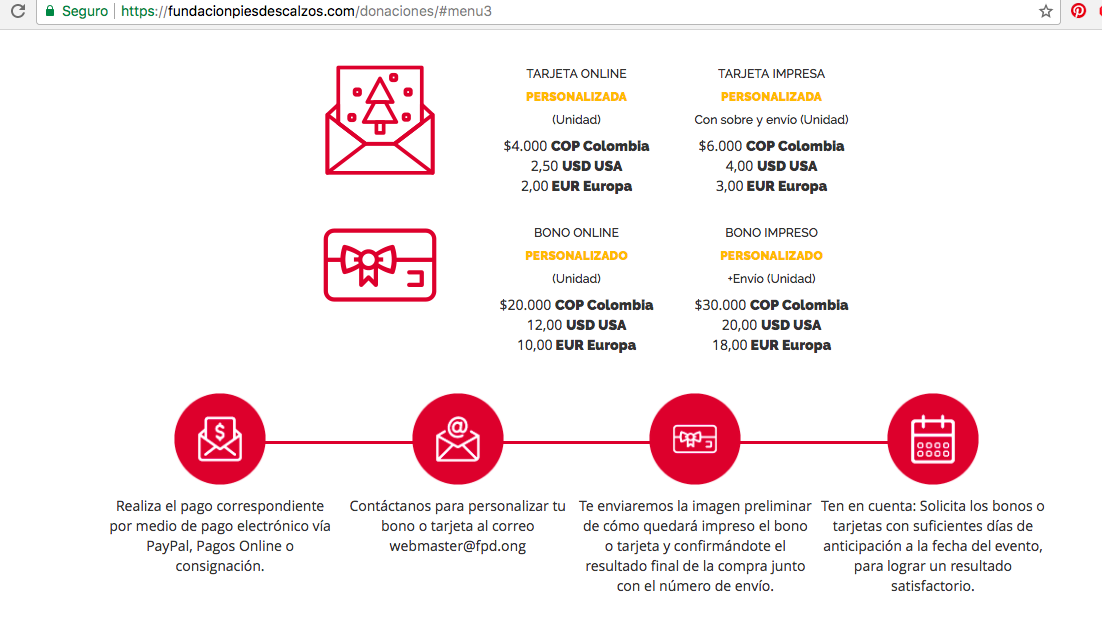 Seguro
https://fundacionpiesdescalzos.com/donaciones/#menu3
TARJETA ONLINE
PERSONALIZADA
(Unidad)
$4.000 COP Colombia
2,50 USD USA
2,00 EUR Europa
TARJETA IMPRESA
PERSONALIZADA
Con sobre y envio (Unidad)
$6.000 COP Colombia
4,00 USD USA
3,00 EUR Europa
BONO ONLINE
PERSONALIZADO
(Unidad)
$20.000 COP Colombia
12,00 USD USA
10,00 EUR Europa
BONO IMPRESO
PERSONALIZADO
+Envio (Unidad)
$30.000 COP Colombia
20,00 USD USA
18,00 EUR Europa
$
Realiza el pago correspondiente
por medio de pago electrónico vía
PayPal, Pagos Online o
consignación.
@
Contáctanos para personalizar tu
bono o tarjeta al correo
webmaster@fpd.ong
Te enviaremos la imagen preliminar
de cómo quedará impreso el bono
o tarjeta y confirmándote el
resultado final de la compra junto
con el número de envío.
Ten en cuenta: Solicita los bonos o
tarjetas con suficientes días de
anticipación a la fecha del evento,
para lograr un resultado
satisfactorio.